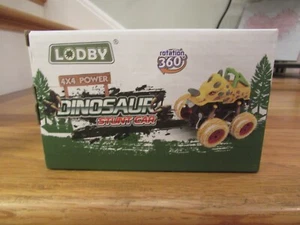 LODBY
rotation
360°
4X4 POWER
DINOSAUR
STUNT CAR